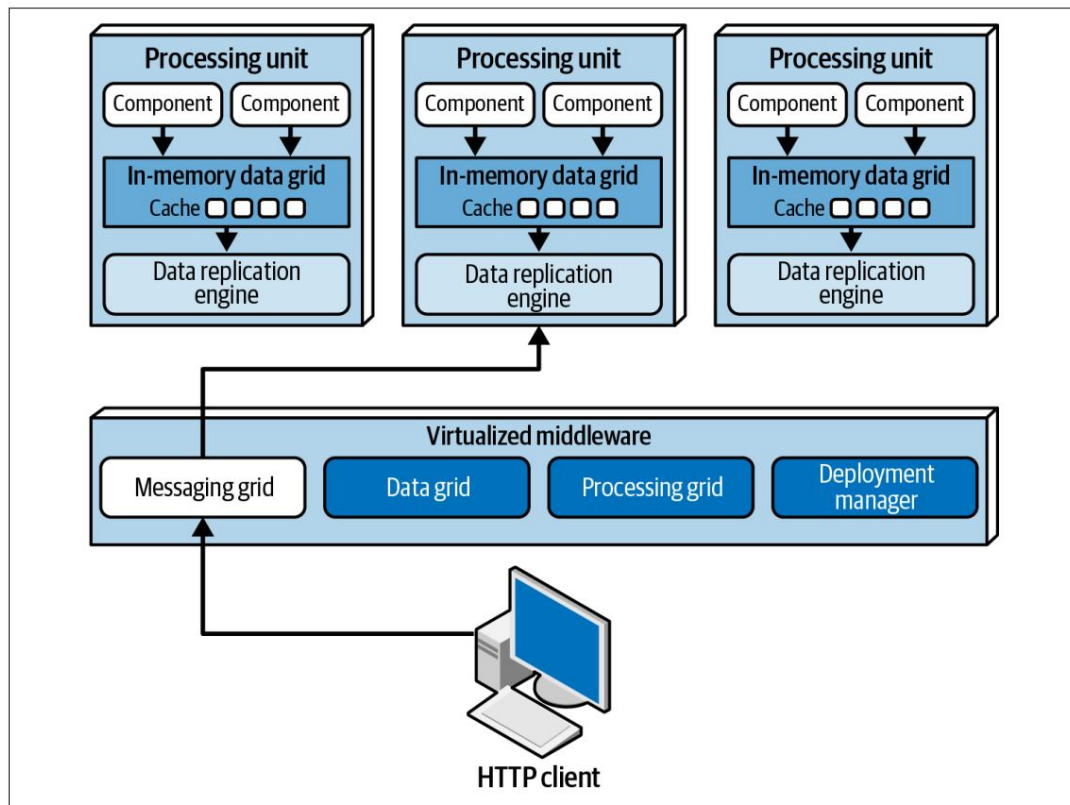 Processing unit
Component
Component
In-memory data grid
Cache
Data replication
engine
Processing unit
Component
Component
In-memory data grid
Cache
Data replication
engine
Processing unit
Component
Component
In-memory data grid
Cache
Data replication
engine
Virtualized middleware
Messaging grid
Data grid
Processing grid
Deployment
manager
HTTP client